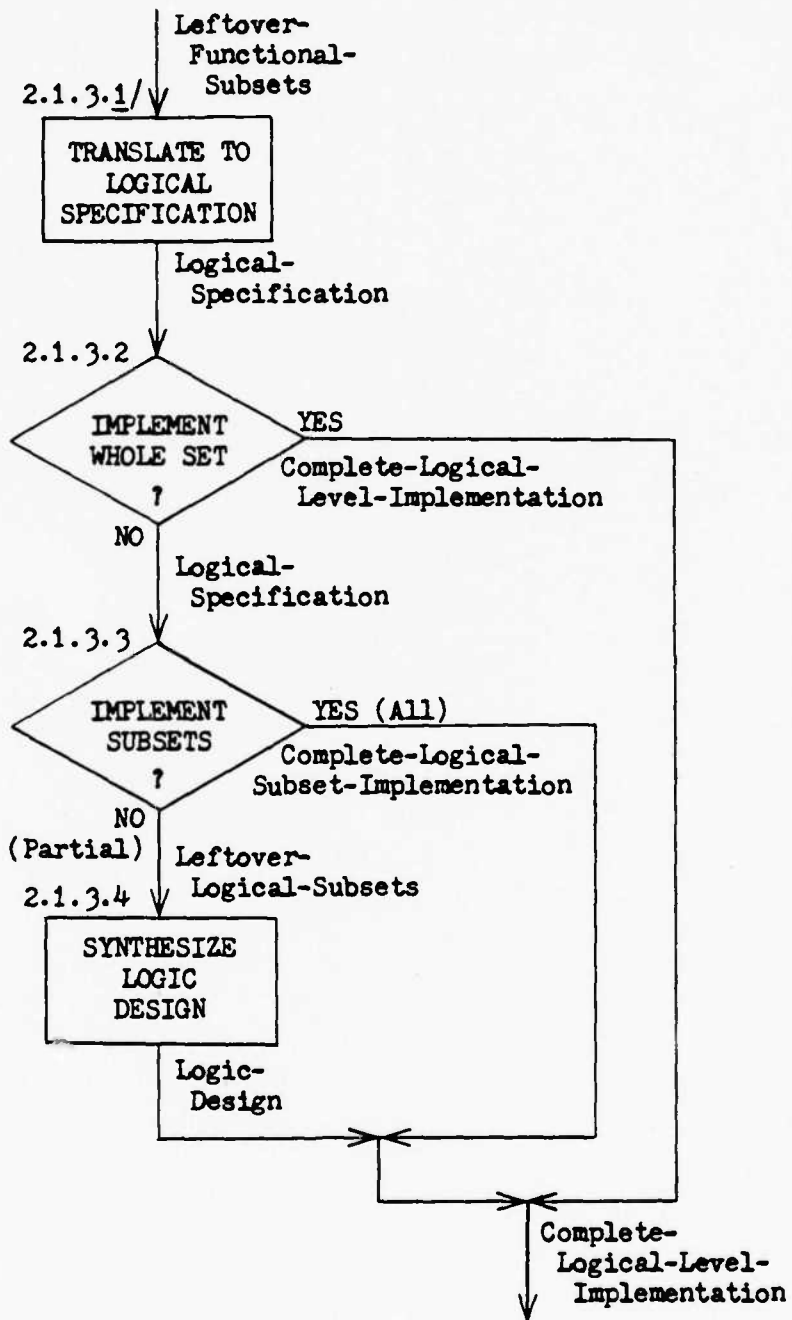 Leftover-
Functional-
Subsets
2.1.3.1/
TRANSLATE TO
LOGICAL
SPECIFICATION
Logical-
Specification
2.1.3.2
IMPLEMENT
WHOLE SET
?
YES
Complete-Logical-
Level-Implementation
NO
Logical-
Specification
2.1.3.3
IMPLEMENT
SUBSETS
?
YES (All)
Complete-Logical-
Subset-Implementation
NO
(Partial)
Leftover-
Logical-Subsets
2.1.3.4
SYNTHESIZE
LOGIC
DESIGN
Logic-
Design
Complete-
Logical-Level-
Implementation